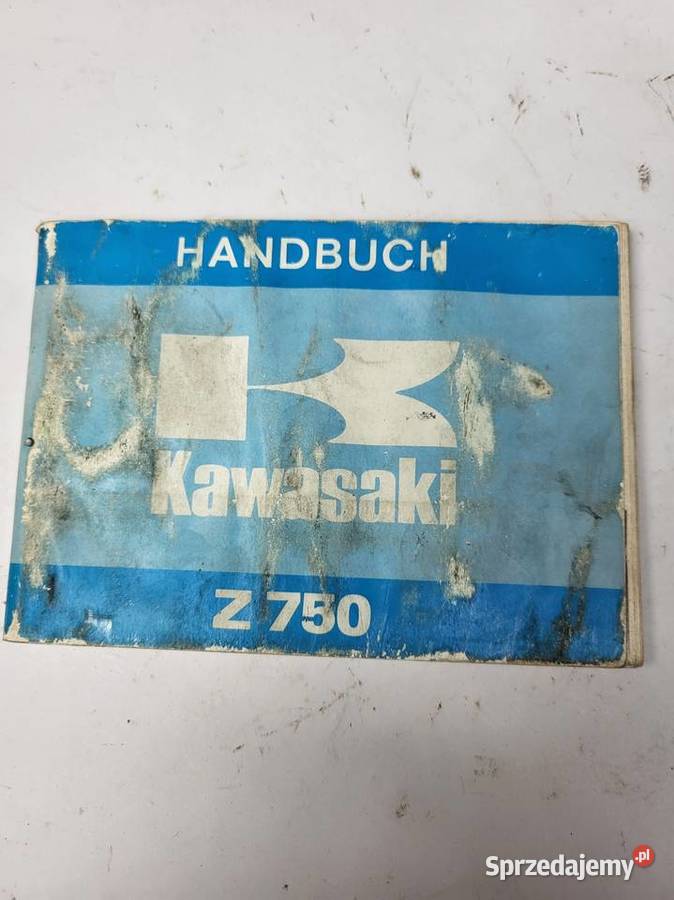 HANDBUCH
Kawasaki
Z 750
Sprzedajemy.pl